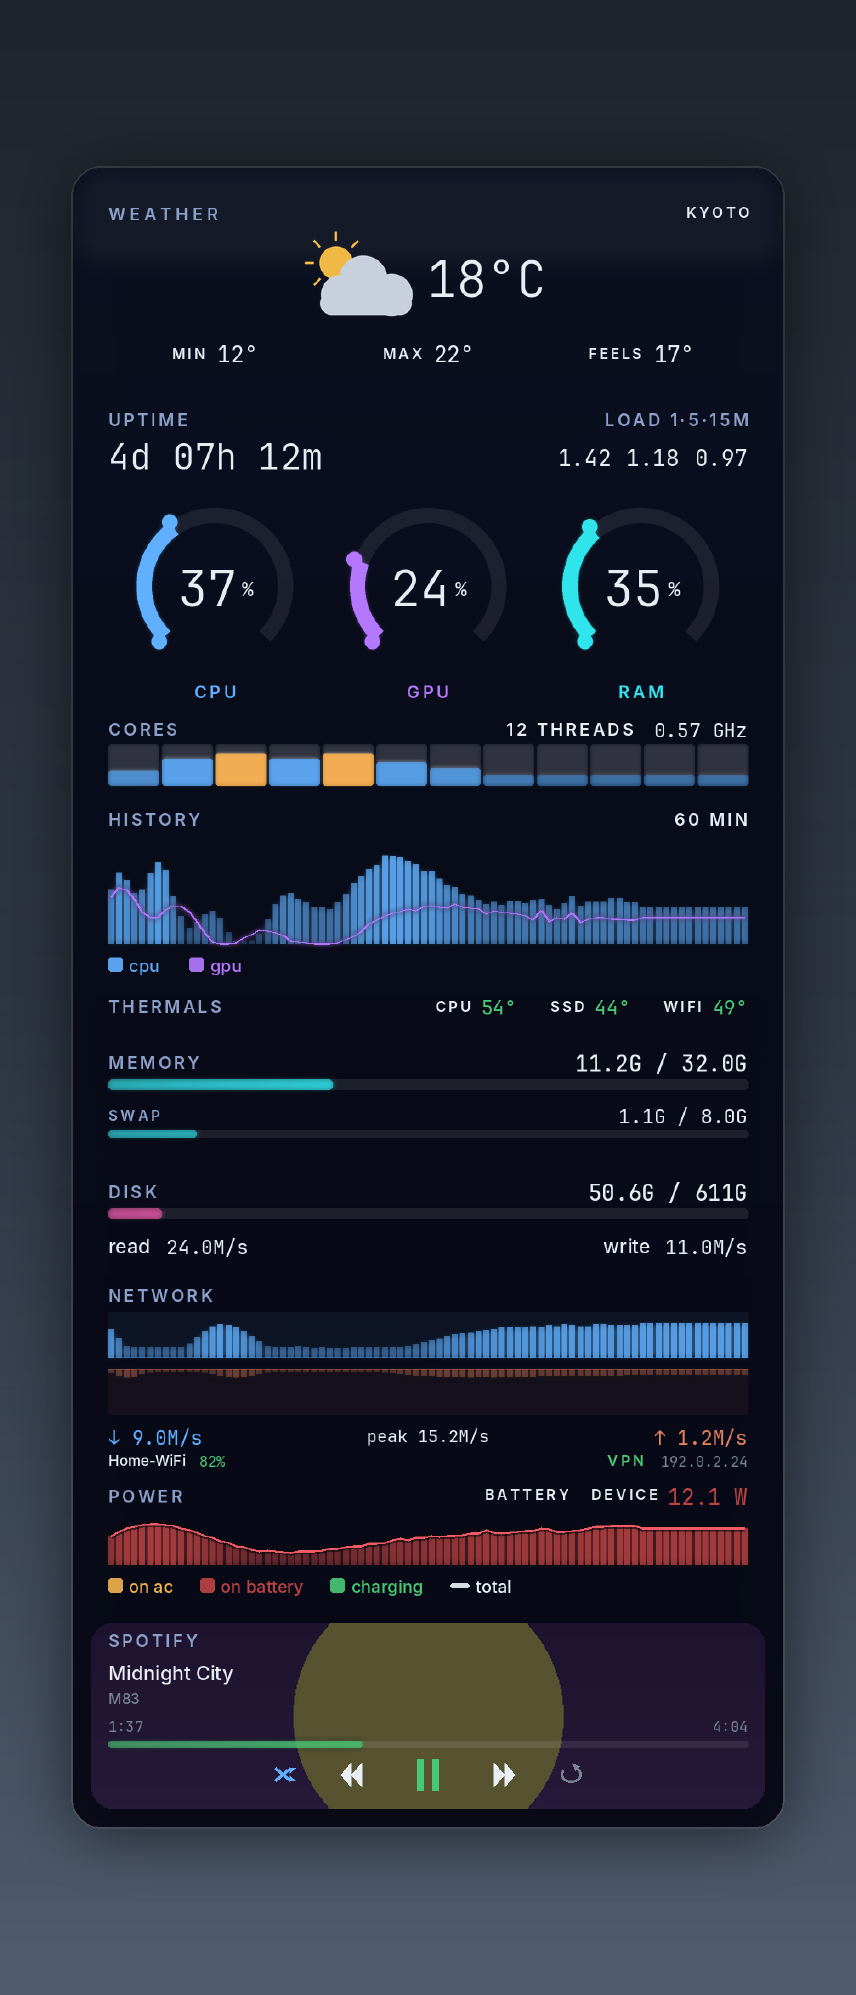 WEATHER KYOTO
18°C
MIN 12° MAX 22° FEELS 17°
UPTIME LOAD 1·5·15M
4d 07h 12m 1.42 1.18 0.97
37% 24% 35%
CPU GPU RAM
CORES 12 THREADS 0.57 GHz
HISTORY 60 MIN
cpu gpu
THERMALS CPU 54° SSD 44° WIFI 49°
MEMORY 11.2G / 32.0G
SWAP 1.1G / 8.0G
DISK 50.6G / 611G
read 24.0M/s write 11.0M/s
NETWORK
↓ 9.0M/s peak 15.2M/s ↑ 1.2M/s
Home-WiFi 82% VPN 192.0.2.24
POWER BATTERY DEVICE 12.1 W
on ac on battery charging total
SPOTIFY
Midnight City
M83
1:37 4:04